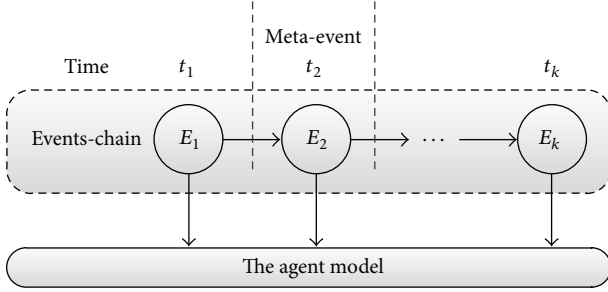 Meta-event
Time t₁ t₂ tₖ
Events-chain E₁ E₂ ⋯ Eₖ
The agent model